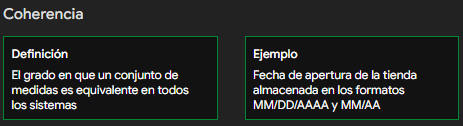 Coherencia
Definición
El grado en que un conjunto de
medidas es equivalente en todos
los sistemas
Ejemplo
Fecha de apertura de la tienda
almacenada en los formatos
MM/DD/AAAA y MM/AA